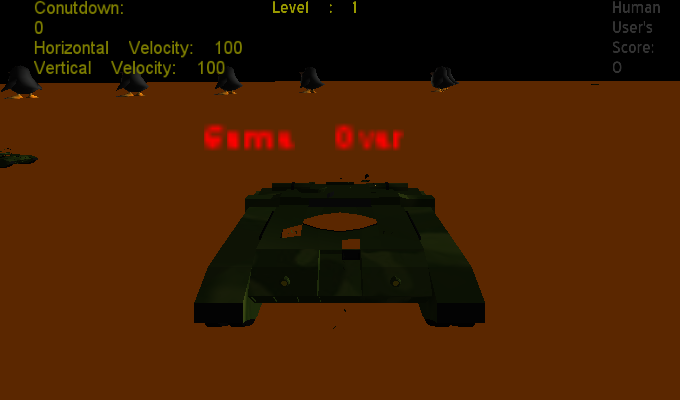 Conutdown:
0
Horizontal Velocity: 100
Vertical Velocity: 100
Level : 1
Human
User's
Score:
0
Game Over